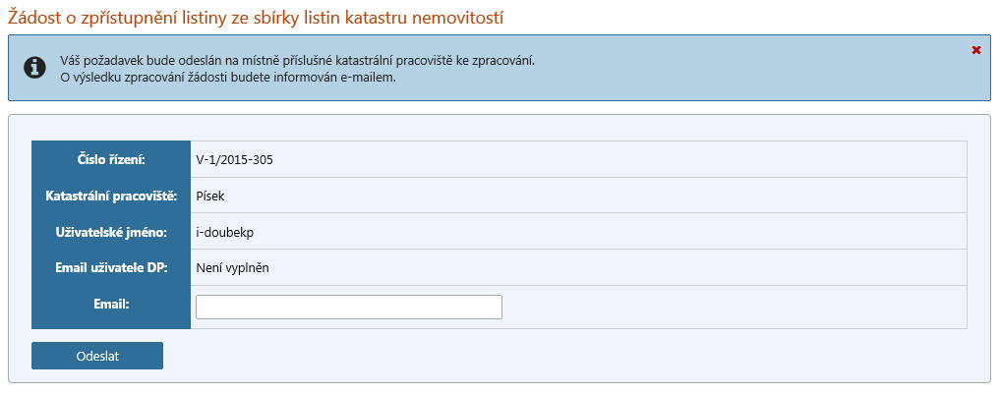 Žádost o zpřístupnění listiny ze sbírky listin katastru nemovitostí
Váš požadavek bude odeslán na místně příslušné katastrální pracoviště ke zpracování.
O výsledku zpracování žádosti budete informován e-mailem.
Číslo řízení: V-1/2015-305
Katastrální pracoviště: Písek
Uživatelské jméno: i-doubekp
Email uživatele DP: Není vyplněn
Email:
Odeslat